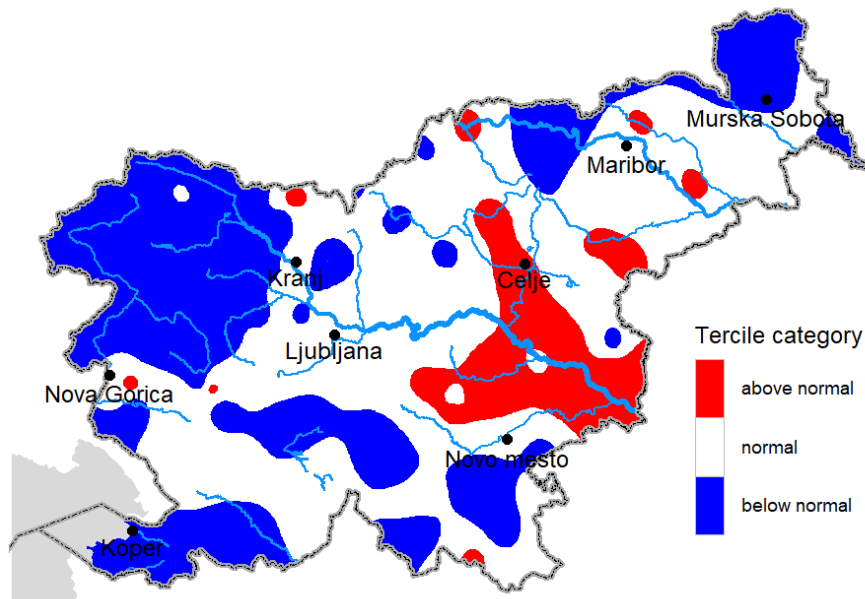 Murska Sobota
Maribor
Kranj
Celje
Ljubljana
Nova Gorica
Novo mesto
Koper
Tercile category
above normal
normal
below normal